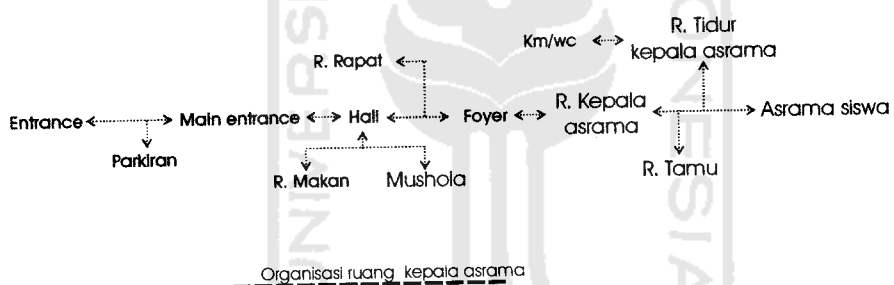 R. Tidur
Km/wc kepala asrama
R. Rapat
Entrance Main entrance Hall Foyer R. Kepala asrama Asrama siswa
Parkiran
R. Makan Mushola R. Tamu
Organisasi ruang kepala asrama